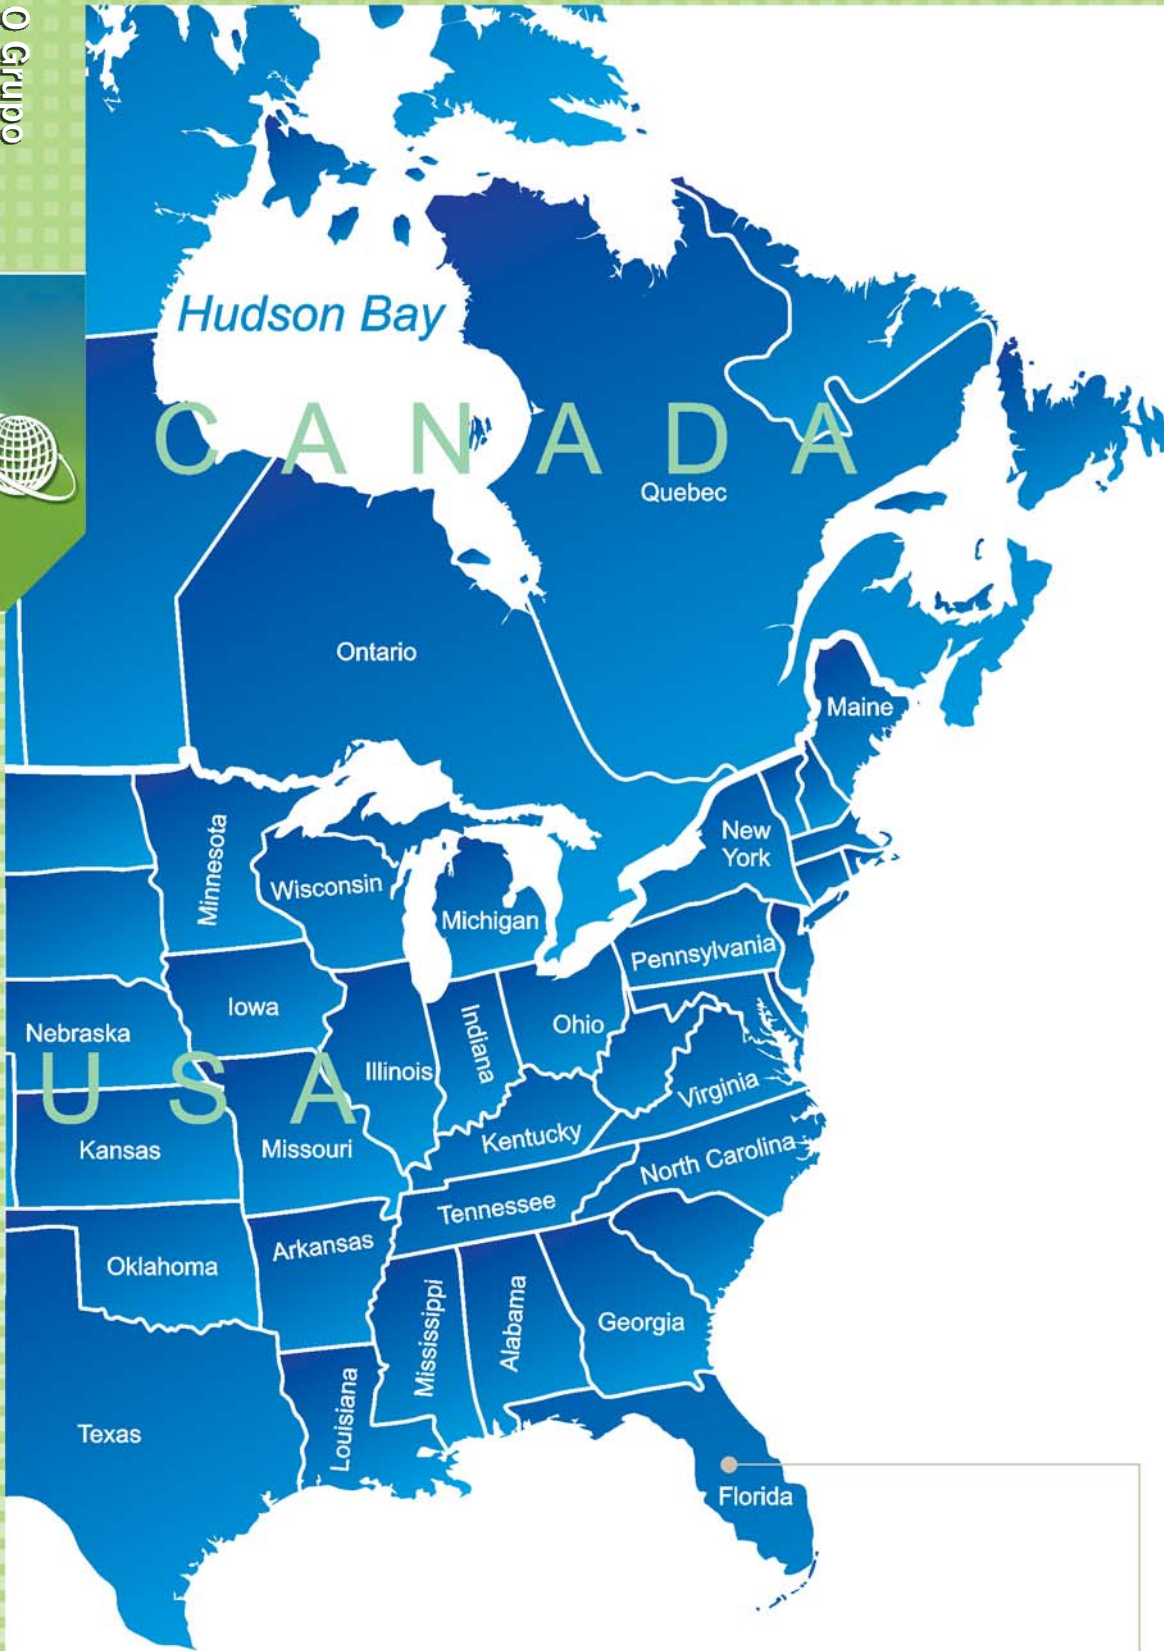 O Grupo
Hudson Bay
CANADA
Quebec
Ontario
Maine
Minnesota
New
York
Wisconsin
Michigan
Pennsylvania
Iowa
Nebraska
Indiana
Ohio
USA
Illinois
Virginia
Kansas
Missouri
Kentucky
North Carolina
Tennessee
Arkansas
Oklahoma
Mississippi
Alabama
Georgia
Louisiana
Texas
Florida